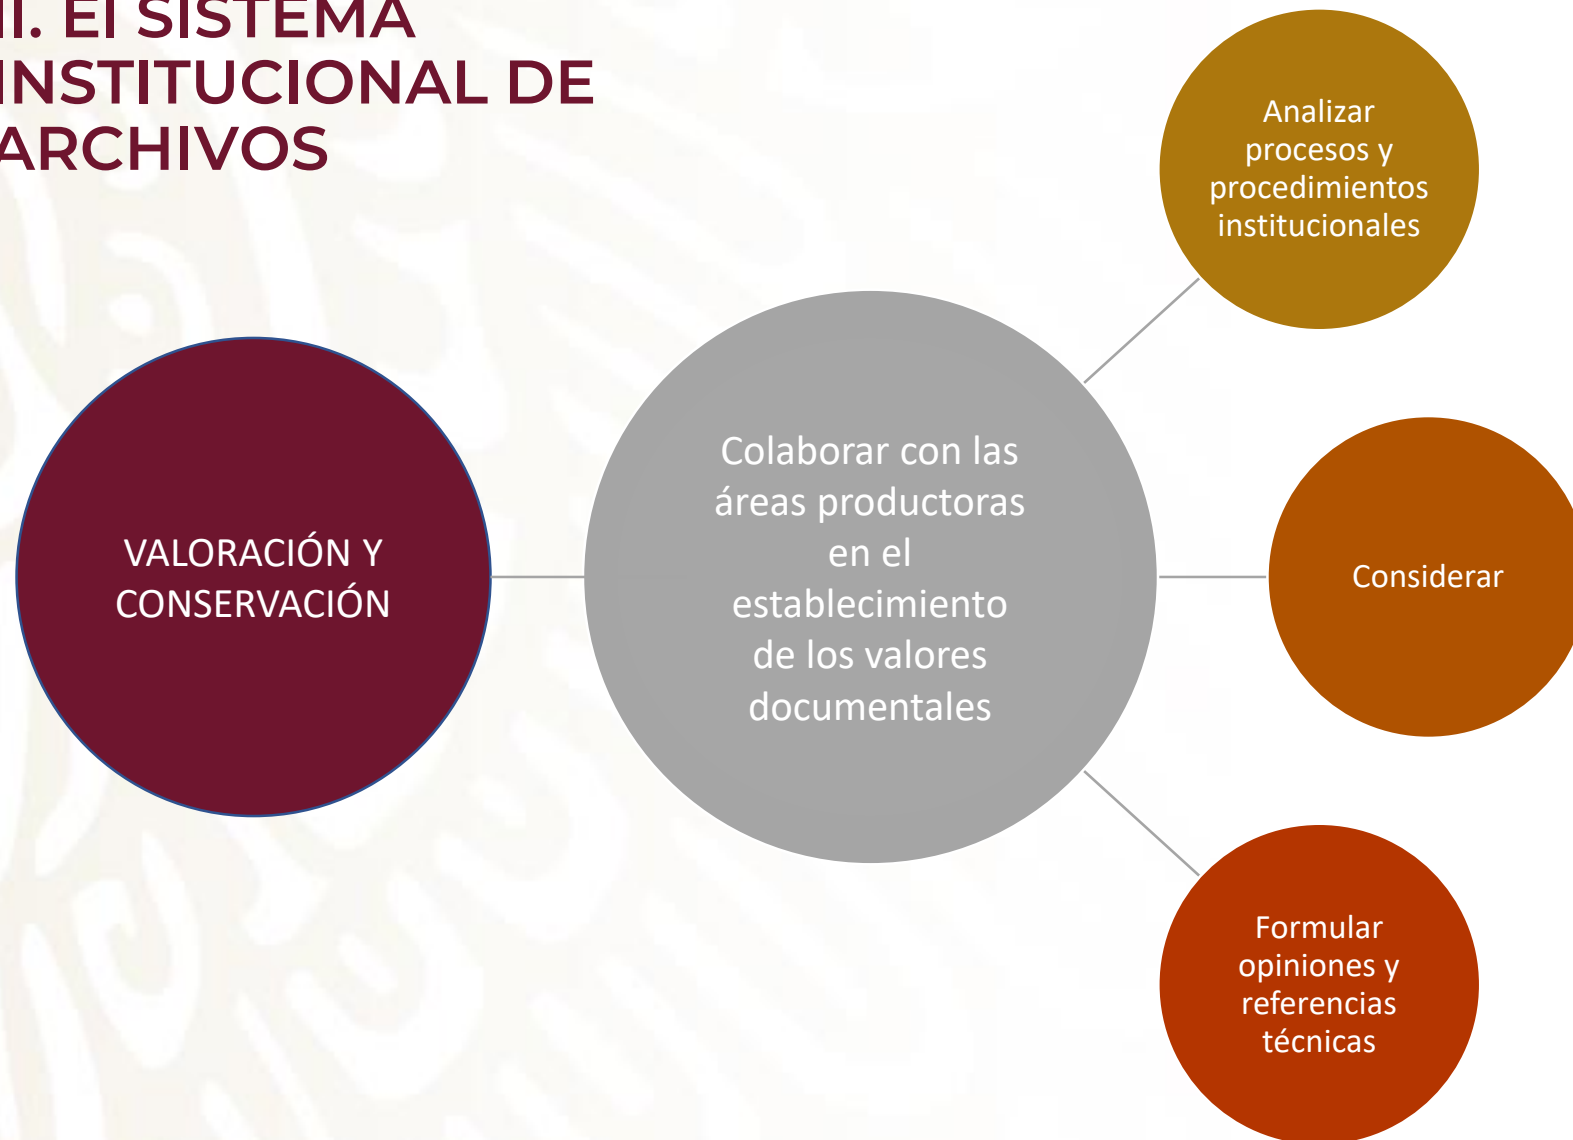 II. El SISTEMA
INSTITUCIONAL DE
ARCHIVOS
VALORACIÓN Y
CONSERVACIÓN
Colaborar con las
áreas productoras
en el
establecimiento
de los valores
documentales
Analizar
procesos y
procedimientos
institucionales
Considerar
Formular
opiniones y
referencias
técnicas